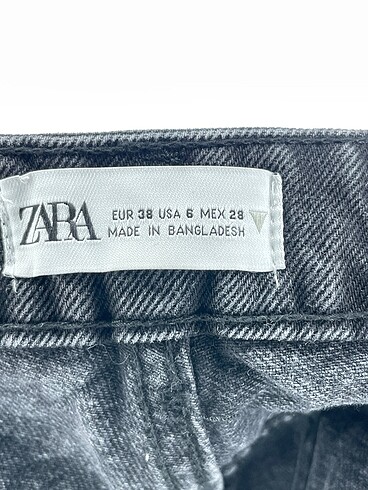 ZARA
EUR 38 USA 6 MEX 28
MADE IN BANGLADESH